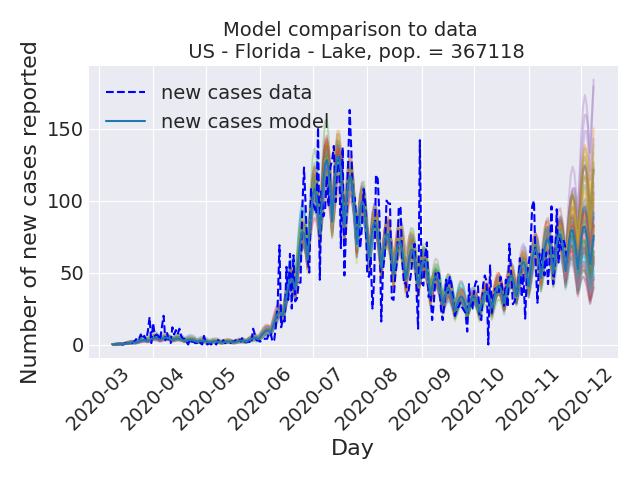 Model comparison to data
US - Florida - Lake, pop. = 367118
Number of new cases reported
new cases data
new cases model
150
100
50
0
2020-03
2020-04
2020-05
2020-06
2020-07
2020-08
2020-09
2020-10
2020-11
2020-12
Day